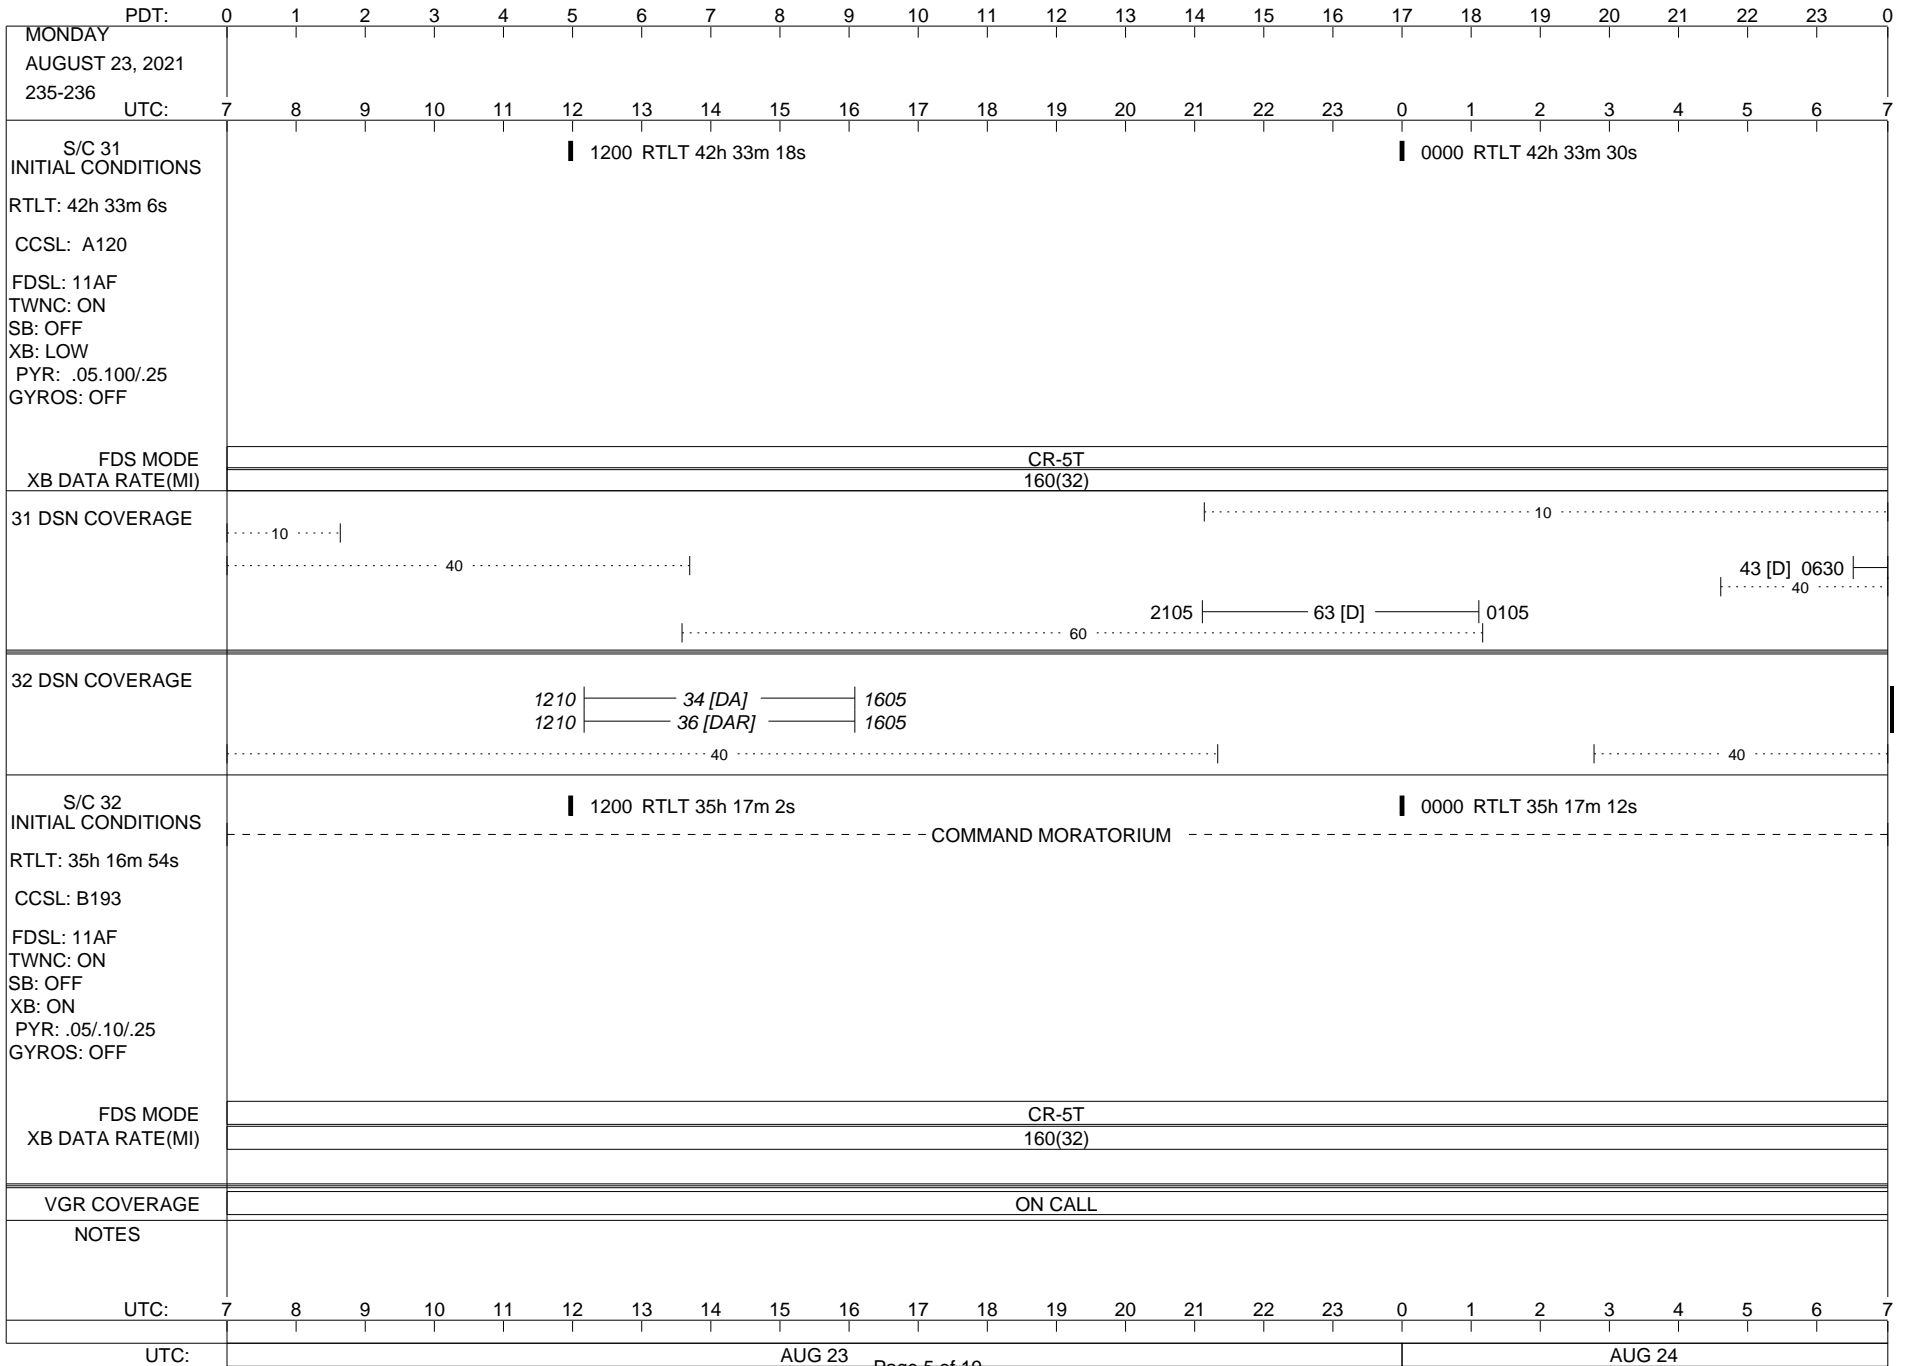 PDT: 0 1 2 3 4 5 6 7 8 9 10 11 12 13 14 15 16 17 18 19 20 21 22 23 0
MONDAY
AUGUST 23, 2021
235-236
UTC: 7 8 9 10 11 12 13 14 15 16 17 18 19 20 21 22 23 0 1 2 3 4 5 6 7
S/C 31 1200 RTLT 42h 33m 18s 0000 RTLT 42h 33m 30s
INITIAL CONDITIONS
RTLT: 42h 33m 6s
CCSL: A120
FDSL: 11AF
TWNC: ON
SB: OFF
XB: LOW
PYR: .05.100/.25
GYROS: OFF
FDS MODE CR-5T
XB DATA RATE(MI) 160(32)
31 DSN COVERAGE 10
10
40 43 [D] 0630
40
2105 63 [D] 0105
60
32 DSN COVERAGE
1210 34 [DA] 1605
1210 36 [DAR] 1605
40 40
S/C 32 1200 RTLT 35h 17m 2s 0000 RTLT 35h 17m 12s
INITIAL CONDITIONS COMMAND MORATORIUM
RTLT: 35h 16m 54s
CCSL: B193
FDSL: 11AF
TWNC: ON
SB: OFF
XB: ON
PYR: .05/.10/.25
GYROS: OFF
FDS MODE CR-5T
XB DATA RATE(MI) 160(32)
VGR COVERAGE ON CALL
NOTES
UTC: 7 8 9 10 11 12 13 14 15 16 17 18 19 20 21 22 23 0 1 2 3 4 5 6 7
UTC: AUG 23 AUG 24
Page 5 of 19